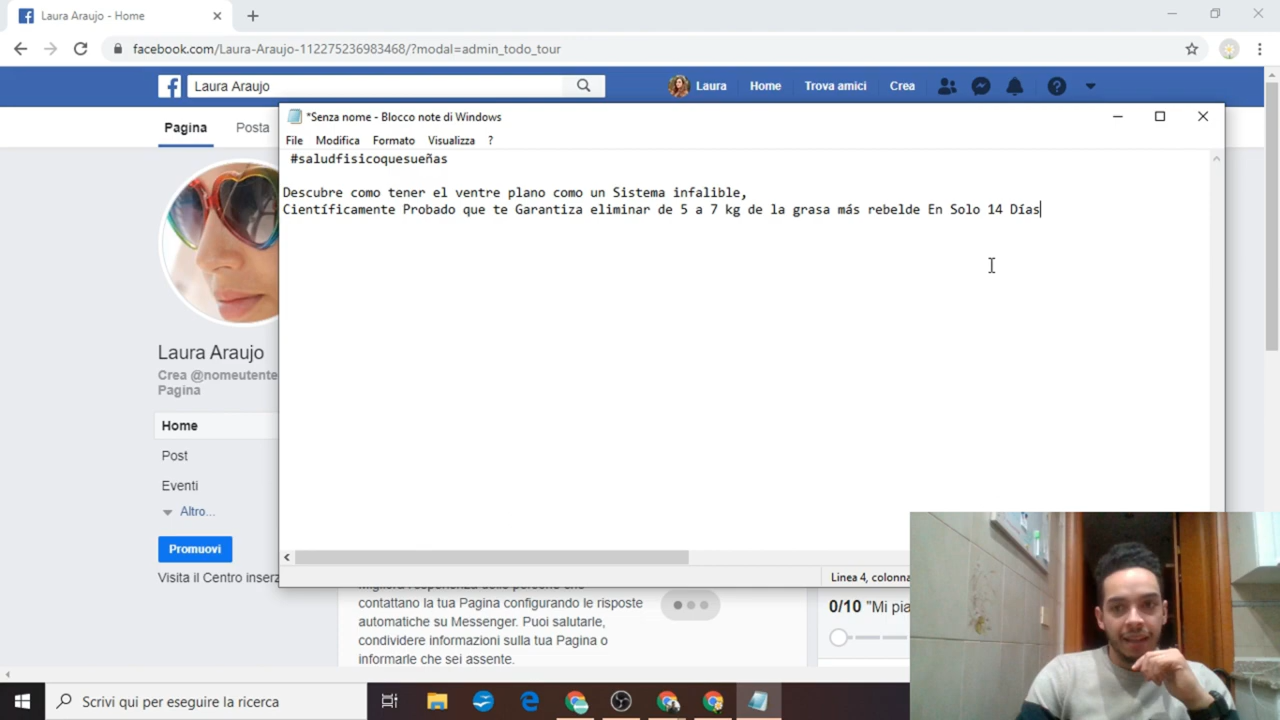 Laura Araujo - Home
facebook.com/Laura-Araujo-112275236983468/?modal=admin_todo_tour
Laura Araujo
Laura
Home
Trova amici
Crea
Pagina
Posta
*Senza nome - Blocco note di Windows
File Modifica Formato Visualizza ?
#saludfisicoquesueñas
Descubre como tener el ventre plano como un Sistema infalible,
Científicamente Probado que te Garantiza eliminar de 5 a 7 kg de la grasa más rebelde En Solo 14 Días
Laura Araujo
Crea @nomeutente
Pagina
Home
Post
Eventi
Altro...
Promuovi
Visita il Centro inserz
Linea 4, colonna
contattano la tua Pagina configurando le risposte
automatiche su Messenger. Puoi salutarle,
condividere informazioni sulla tua Pagina o
informarle che sei assente.
0/10 "Mi pia
Scrivi qui per eseguire la ricerca